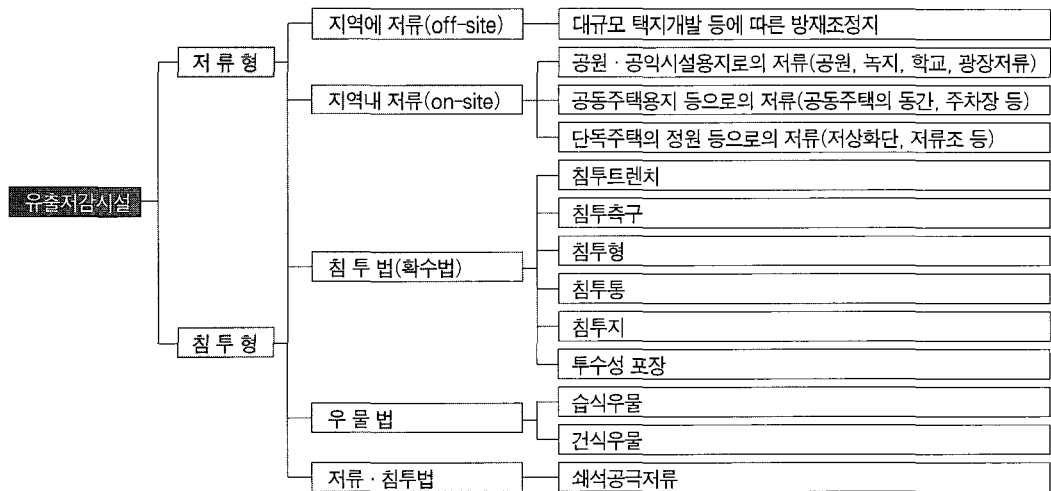 유출저감시설
저 류 형
지역에 저류(off-site)
대규모 택지개발 등에 따른 방재조정지
지역내 저류(on-site)
공원 · 공익시설용지로의 저류(공원, 녹지, 학교, 광장저류)
공동주택용지 등으로의 저류(공동주택의 동간, 주차장 등)
단독주택의 정원 등으로의 저류(저상화단, 저류조 등)
침 투 형
침 투 법(확수법)
침투트렌치
침투측구
침투형
침투통
침투지
투수성 포장
우 물 법
습식우물
건식우물
저류 · 침투법
쇄석공극저류